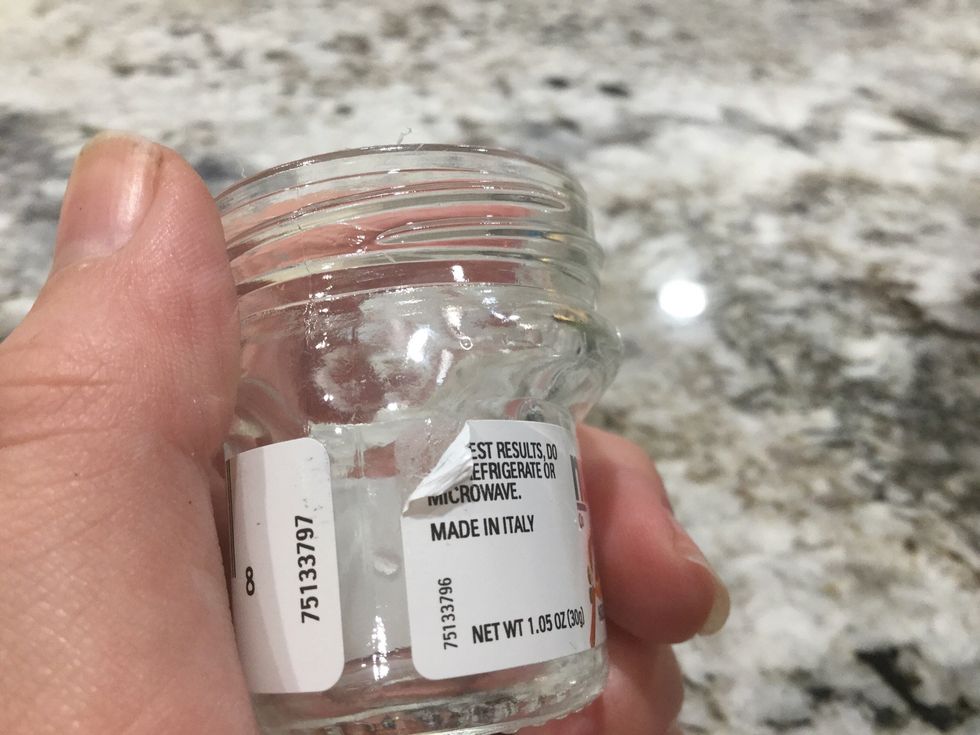 8
75133797
EST RESULTS, DO
EFRIGERATE OR
MICROWAVE.
MADE IN ITALY
75133796
NET WT 1.05 OZ (30g)